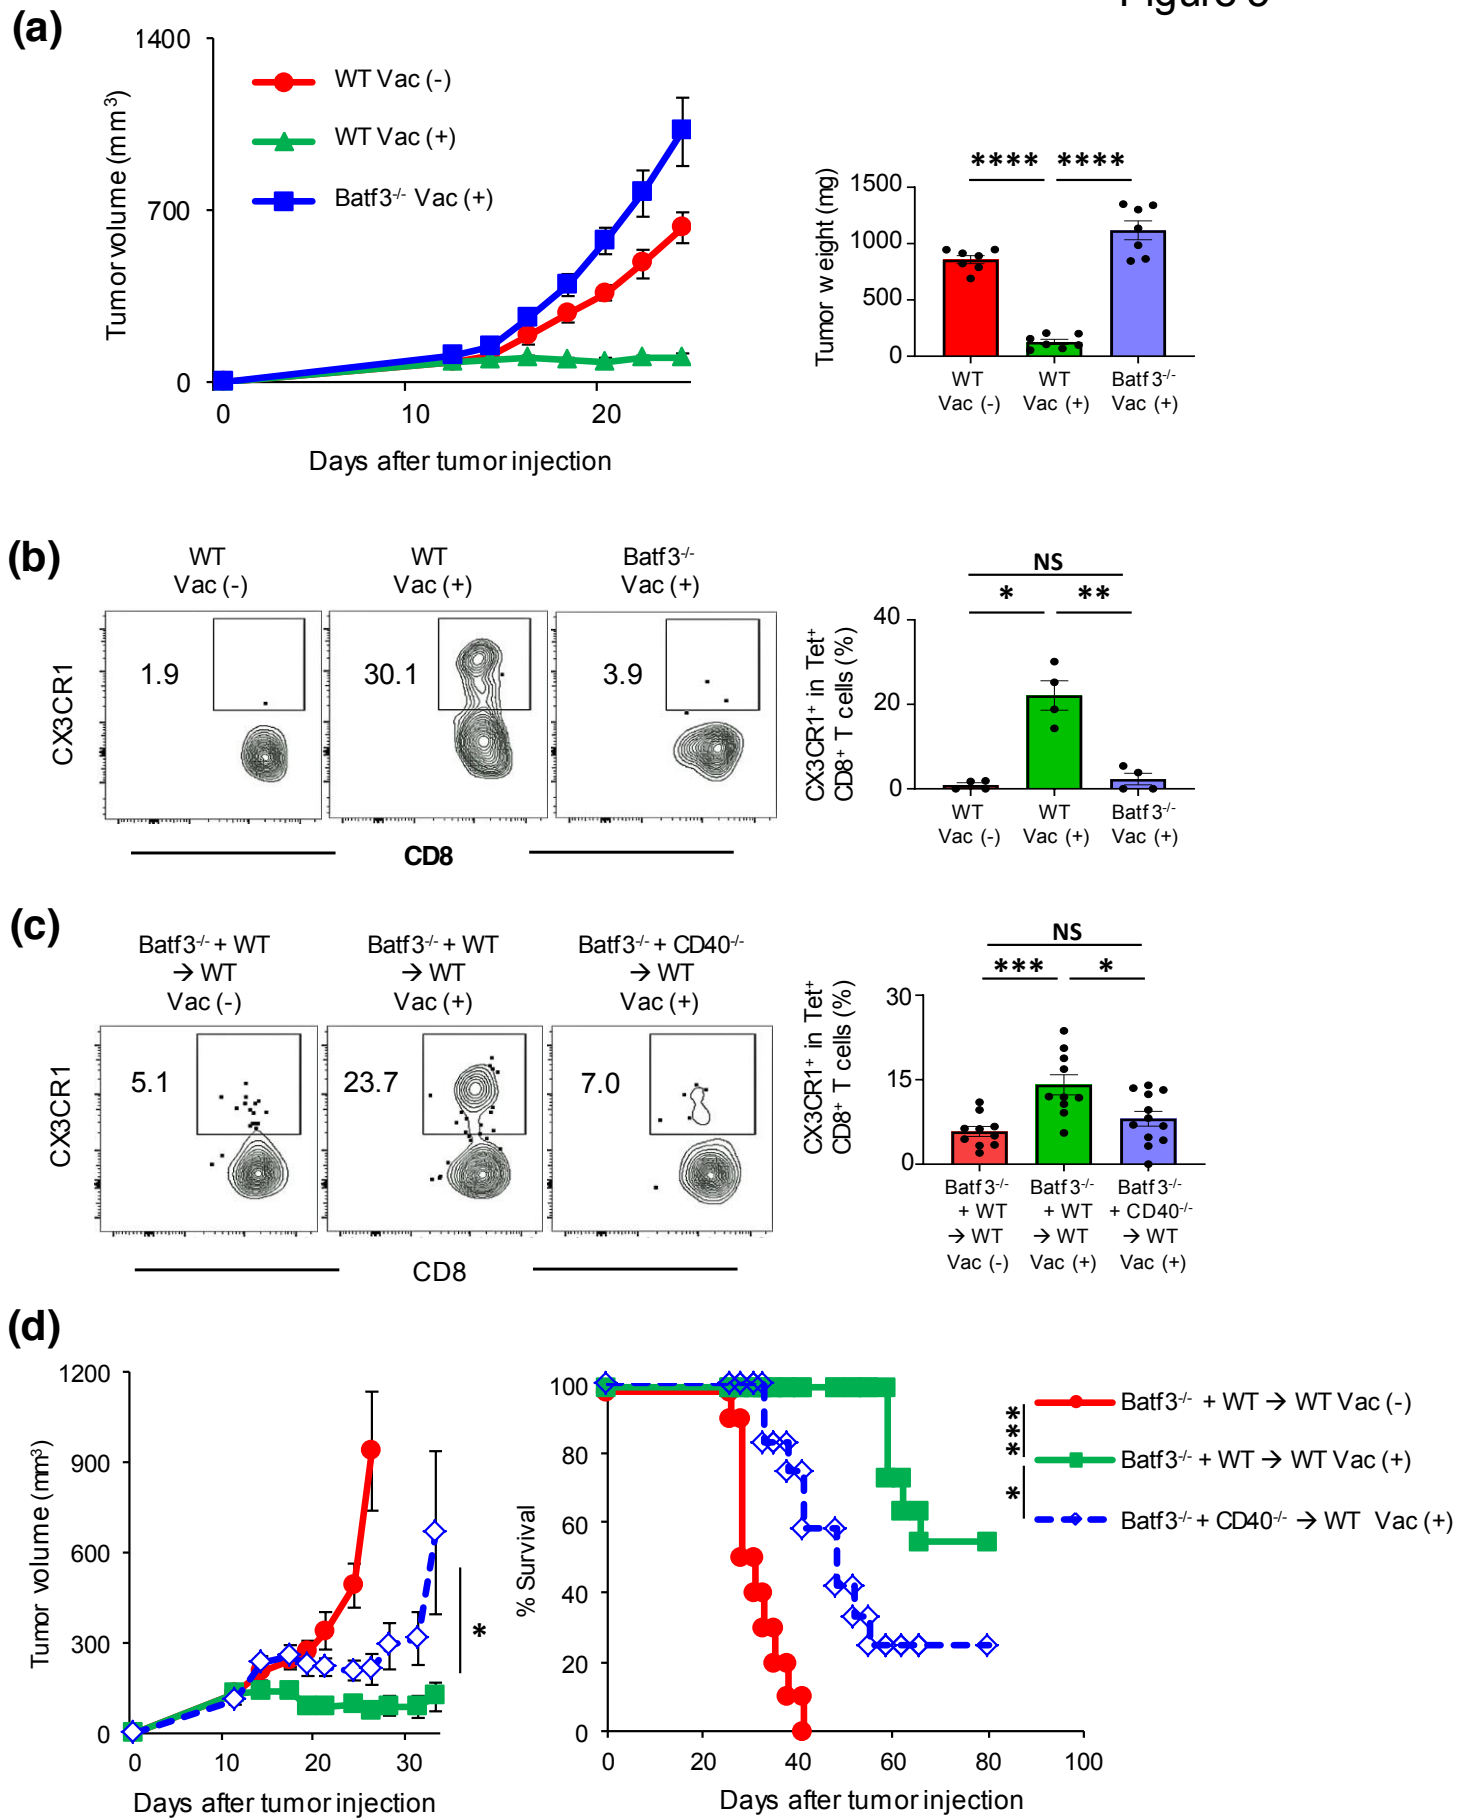 (a)
1400
700
0
Tumor volume (mm³)
WT Vac (-)
WT Vac (+)
Batf3⁻/⁻ Vac (+)
0 10 20
Days after tumor injection
**** ****
Tumor weight (mg)
1500
1000
500
0
WT Vac (-)
WT Vac (+)
Batf3⁻/⁻ Vac (+)
(b)
WT
Vac (-)
WT
Vac (+)
Batf3⁻/⁻
Vac (+)
CX3CR1
1.9
30.1
3.9
CD8
NS
* **
CX3CR1⁺ in Tet⁺
CD8⁺ T cells (%)
40
20
0
WT
Vac (-)
WT
Vac (+)
Batf3⁻/⁻
Vac (+)
(c)
Batf3⁻/⁻ + WT
→ WT
Vac (-)
Batf3⁻/⁻ + WT
→ WT
Vac (+)
Batf3⁻/⁻ + CD40⁻/⁻
→ WT
Vac (+)
CX3CR1
5.1
23.7
7.0
CD8
NS
*** *
CX3CR1⁺ in Tet⁺
CD8⁺ T cells (%)
30
15
0
Batf3⁻/⁻
+ WT
→ WT
Vac (-)
Batf3⁻/⁻
+ WT
→ WT
Vac (+)
Batf3⁻/⁻
+ CD40⁻/⁻
→ WT
Vac (+)
(d)
1200
900
600
300
0
Tumor volume (mm³)
*
0 10 20 30
Days after tumor injection
% Survival
100
80
60
40
20
0
0 20 40 60 80 100
Days after tumor injection
***
*
Batf3⁻/⁻ + WT → WT Vac (-)
Batf3⁻/⁻ + WT → WT Vac (+)
Batf3⁻/⁻ + CD40⁻/⁻ → WT Vac (+)